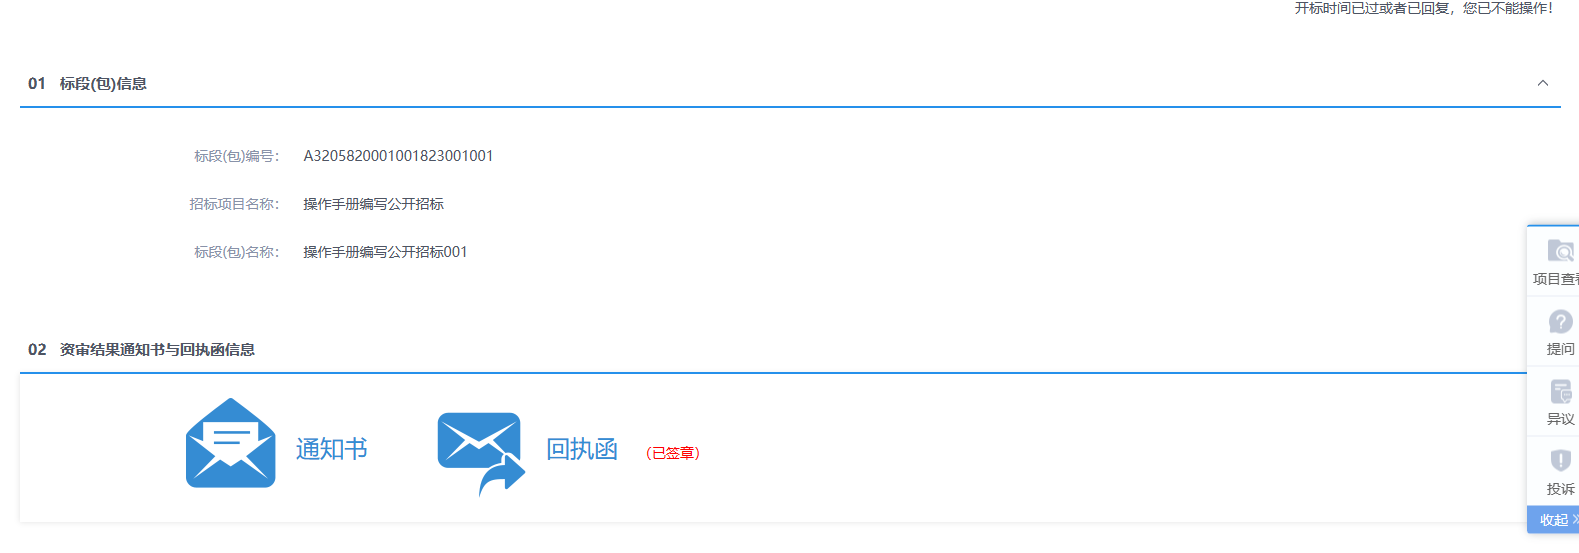 开标时间已过或者已回复，您已不能操作！
01 标段(包)信息
标段(包)编号： A3205820001001823001001
招标项目名称： 操作手册编写公开招标
标段(包)名称： 操作手册编写公开招标001
项目查看
提问
02 资审结果通知书与回执函信息
异议
通知书 回执函 （已签章）
投诉
收起